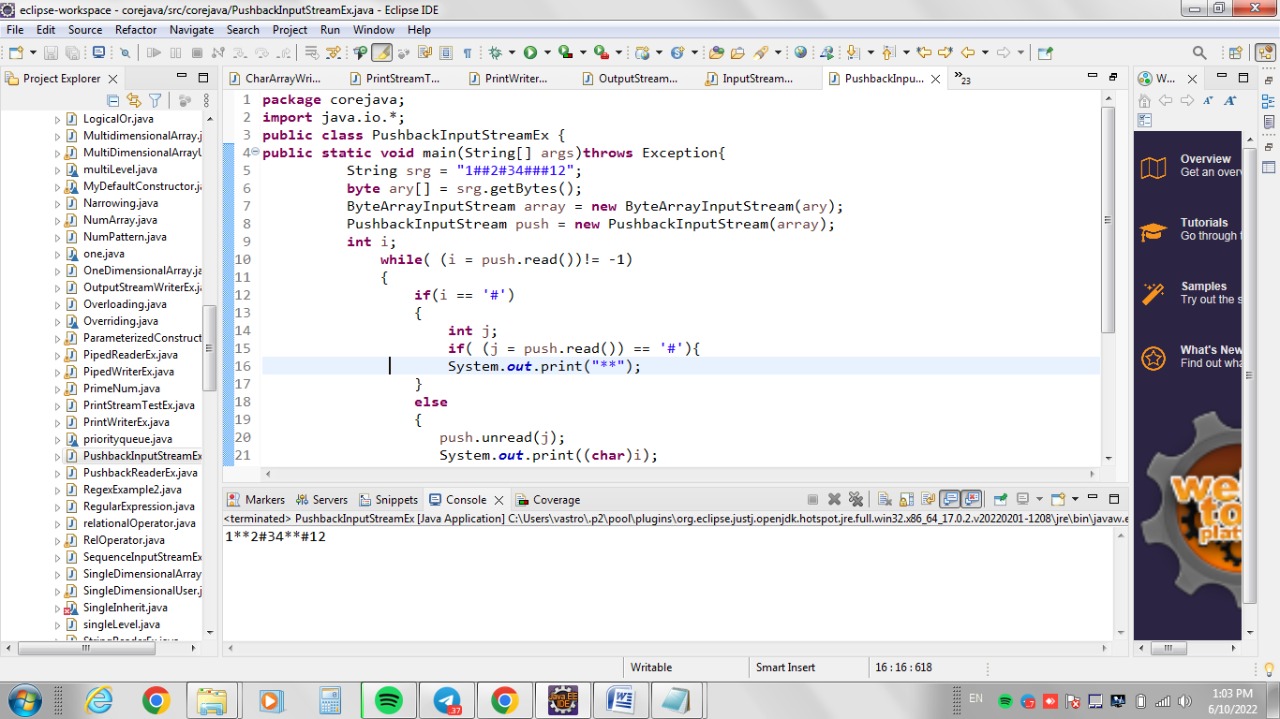 eclipse-workspace - corejava/src/corejava/PushbackInputStreamEx.java - Eclipse IDE
File Edit Source Refactor Navigate Search Project Run Window Help
Project Explorer
CharArrayWri... PrintStreamT... PrintWriter... OutputStream... InputStream... PushbackInpu... »23
W...
LogicalOr.java
MultidimensionalArray.j
MultiDimensionalArrayU
multiLevel.java
MyDefaultConstructor.j
Narrowing.java
NumArray.java
NumPattern.java
one.java
OneDimensionalArray.ja
OutputStreamWriterEx.j
Overloading.java
Overriding.java
ParameterizedConstruct
PipedReaderEx.java
PipedWriterEx.java
PrimeNum.java
PrintStreamTestEx.java
PrintWriterEx.java
priorityqueue.java
PushbackInputStreamEx
PushbackReaderEx.java
RegexExample2.java
RegularExpression.java
relationalOperator.java
RelOperator.java
SequenceInputStreamEx
SingleDimensionalArray
SingleDimensionalUser.j
SingleInherit.java
singleLevel.java
StringReaderEx.java
1 package corejava;
2 import java.io.*;
3 public class PushbackInputStreamEx {
4 public static void main(String[] args)throws Exception{
5 String srg = "1##2#34###12";
6 byte ary[] = srg.getBytes();
7 ByteArrayInputStream array = new ByteArrayInputStream(ary);
8 PushbackInputStream push = new PushbackInputStream(array);
9 int i;
10 while( (i = push.read())!= -1)
11 {
12 if(i == '#')
13 {
14 int j;
15 if( (j = push.read()) == '#'){
16 System.out.print("**");
17 }
18 else
19 {
20 push.unread(j);
21 System.out.print((char)i);
Overview
Get an overv
Tutorials
Go through t
Samples
Try out the s
What's New
Find out wha
Markers Servers Snippets Console Coverage
<terminated> PushbackInputStreamEx [Java Application] C:\Users\vastro\.p2\pool\plugins\org.eclipse.justj.openjdk.hotspot.jre.full.win32.x86_64_17.0.2.v20220201-1208\jre\bin\javaw.e
1**2#34**#12
Writable Smart Insert 16 : 16 : 618
37
Java EE
IDE
EN
1:03 PM
6/10/2022